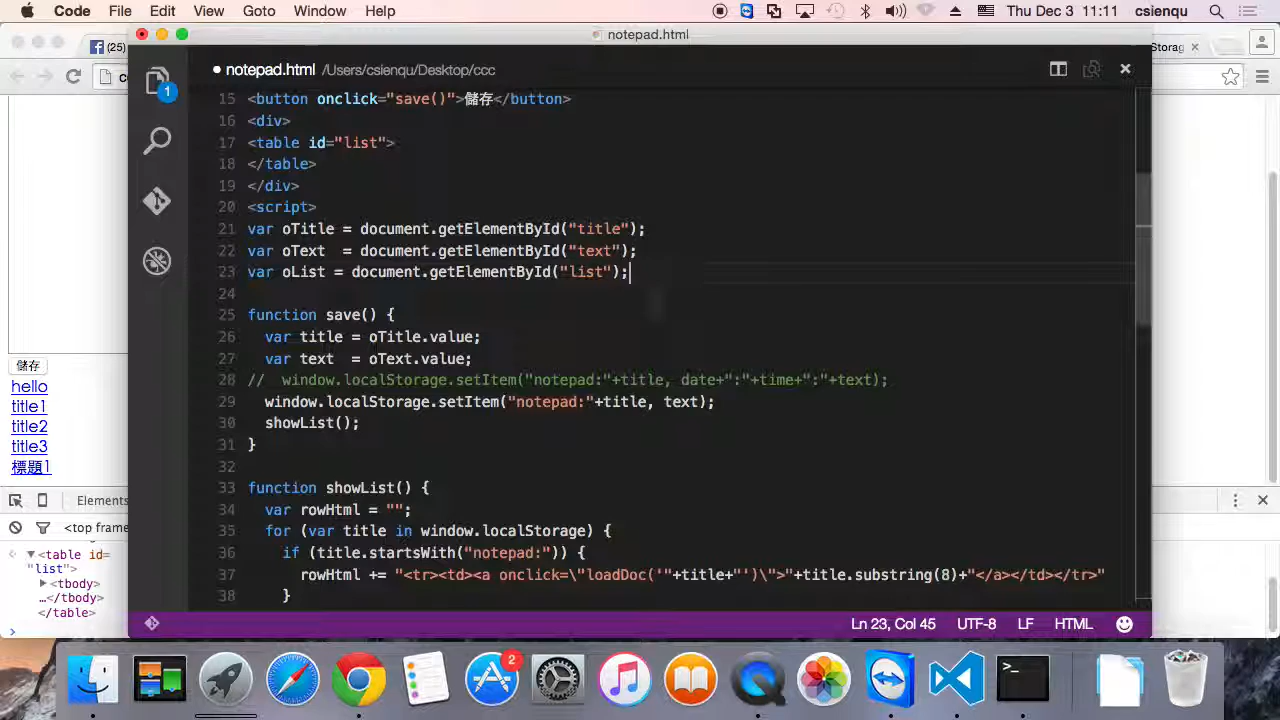 Code File Edit View Goto Window Help
Thu Dec 3 11:11 csienqu
notepad.html
(25)
Storag
notepad.html /Users/csienqu/Desktop/ccc
1
15 <button onclick="save()">儲存</button>
16 <div>
17 <table id="list">
18 </table>
19 </div>
20 <script>
21 var oTitle = document.getElementById("title");
22 var oText  = document.getElementById("text");
23 var oList = document.getElementById("list");
24
25 function save() {
26   var title = oTitle.value;
27   var text  = oText.value;
28 //  window.localStorage.setItem("notepad:"+title, date+":"+time+":"+text);
29   window.localStorage.setItem("notepad:"+title, text);
30   showList();
31 }
32
33 function showList() {
34   var rowHtml = "";
35   for (var title in window.localStorage) {
36     if (title.startsWith("notepad:")) {
37       rowHtml += "<tr><td><a onclick=\"loadDoc('"+title+"')\">"+title.substring(8)+"</a></td></tr>"
38     }
儲存
hello
title1
title2
title3
標題1
Elements
<top frame
<table id=
"list">
<tbody>
…</tbody>
</table>
Ln 23, Col 45 UTF-8 LF HTML
2